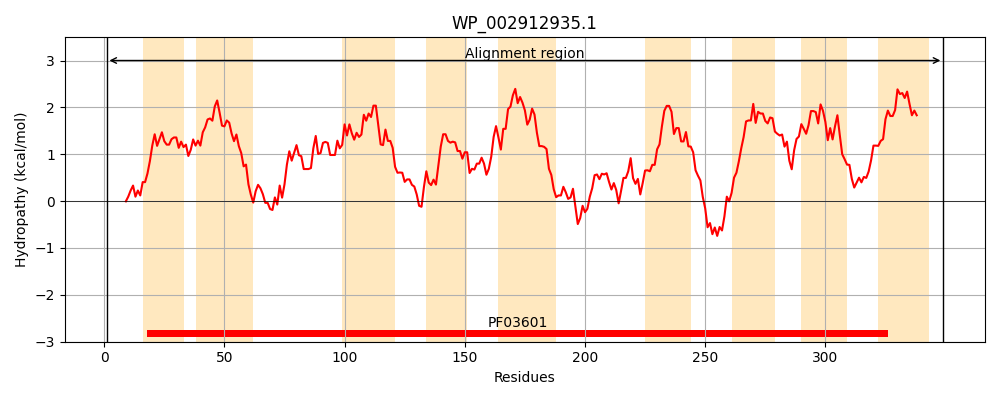 WP_002912935.1
Hydropathy (kcal/mol)
3
2
1
0
−1
−2
−3
Alignment region
PF03601
0
50
100
150
200
250
300
Residues